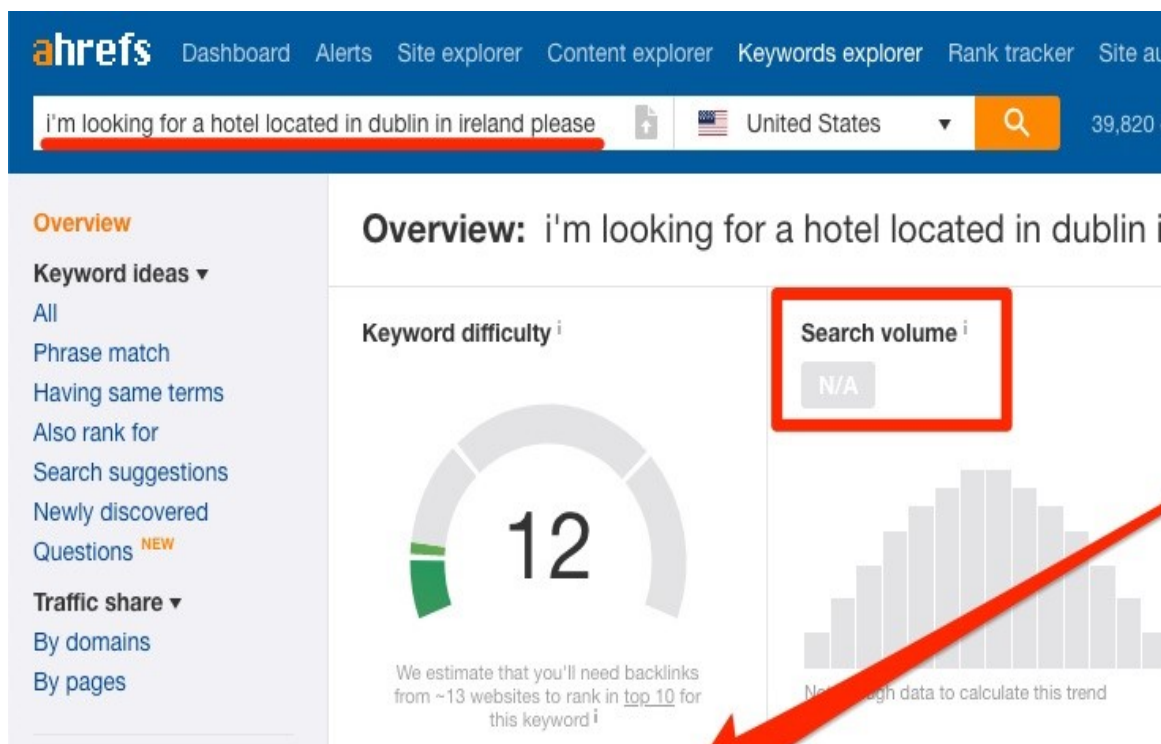 ahrefs Dashboard Alerts Site explorer Content explorer Keywords explorer Rank tracker Site au
i'm looking for a hotel located in dublin in ireland please United States 39,820
Overview
Keyword ideas
All
Phrase match
Having same terms
Also rank for
Search suggestions
Newly discovered
Questions NEW
Traffic share
By domains
By pages
Overview: i'm looking for a hotel located in dublin i
Keyword difficulty i
12
We estimate that you'll need backlinks
from ~13 websites to rank in top 10 for
this keyword i
Search volume i
N/A
data to calculate this trend